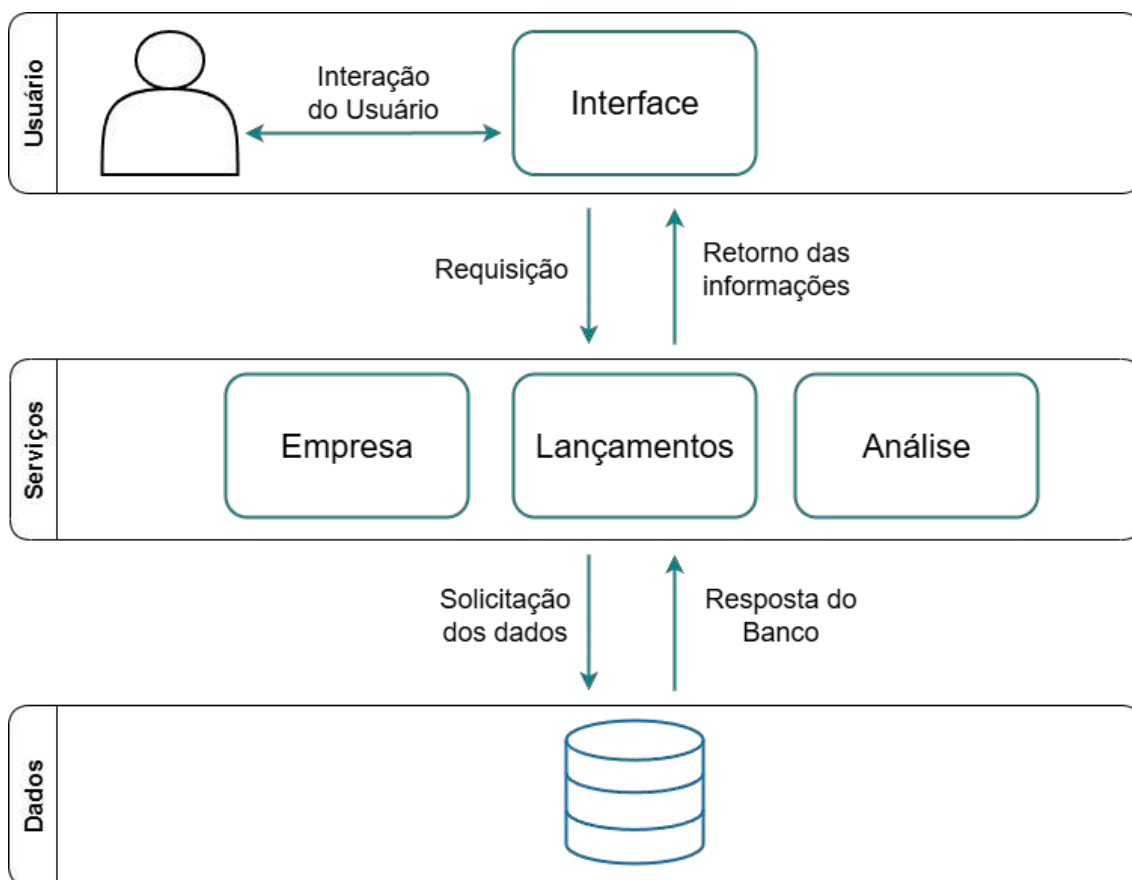 Usuário
Interação
do Usuário
Interface
Requisição
Retorno das
informações
Serviços
Empresa
Lançamentos
Análise
Solicitação
dos dados
Resposta do
Banco
Dados